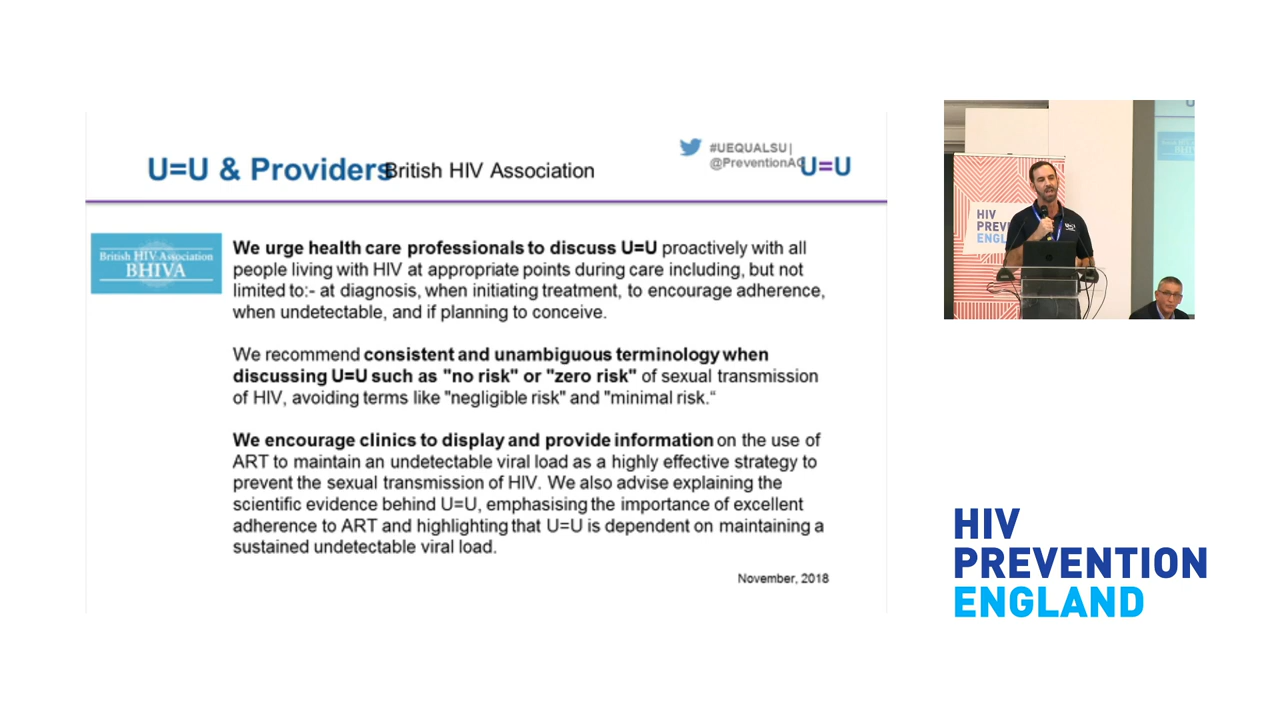 U=U & Providers British HIV Association
#UEQUALSU|
@PreventionAC
U=U
British HIV Association
BHIVA
We urge health care professionals to discuss U=U proactively with all
people living with HIV at appropriate points during care including, but not
limited to:- at diagnosis, when initiating treatment, to encourage adherence,
when undetectable, and if planning to conceive.
We recommend consistent and unambiguous terminology when
discussing U=U such as "no risk" or "zero risk" of sexual transmission
of HIV, avoiding terms like "negligible risk" and "minimal risk.“
We encourage clinics to display and provide information on the use of
ART to maintain an undetectable viral load as a highly effective strategy to
prevent the sexual transmission of HIV. We also advise explaining the
scientific evidence behind U=U, emphasising the importance of excellent
adherence to ART and highlighting that U=U is dependent on maintaining a
sustained undetectable viral load.
November, 2018
HIV
PREV
ENGL
HIV
PREVENTION
ENGLAND